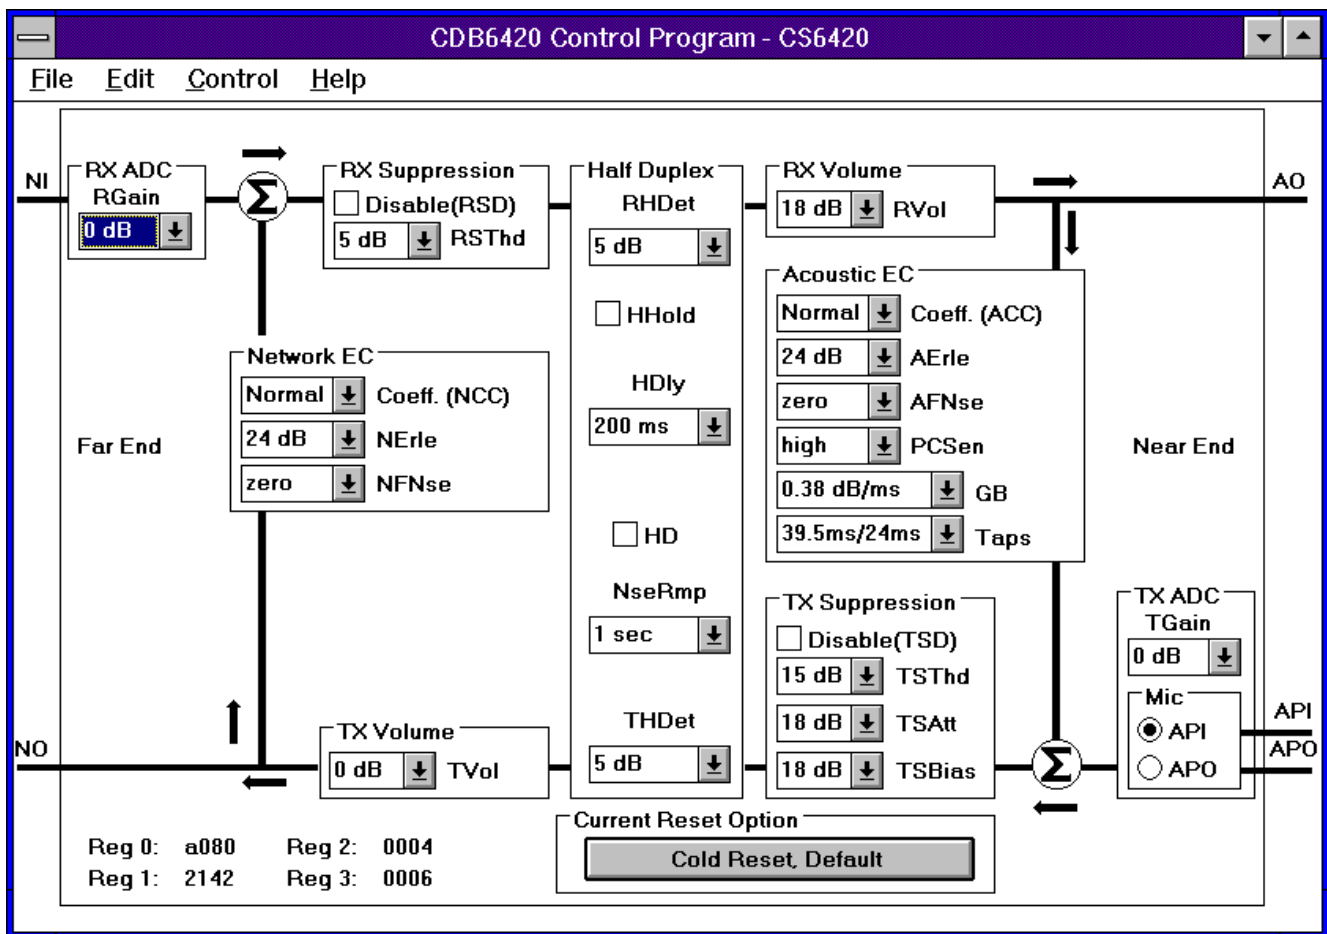 CDB6420 Control Program - CS6420
File Edit Control Help
NI
RX ADC
RGain
0 dB
Σ
RX Suppression
Disable(RSD)
5 dB RSThd
Half Duplex
RHDet
5 dB
HHold
HDly
200 ms
HD
NseRmp
1 sec
THDet
5 dB
RX Volume
18 dB RVol
AO
Acoustic EC
Normal Coeff. (ACC)
24 dB AErle
zero AFNse
high PCSen
0.38 dB/ms GB
39.5ms/24ms Taps
Network EC
Normal Coeff. (NCC)
24 dB NErle
zero NFNse
Far End
Near End
TX Suppression
Disable(TSD)
15 dB TSThd
18 dB TSAtt
18 dB TSBias
Σ
TX ADC
TGain
0 dB
Mic
API
APO
API
APO
NO
TX Volume
0 dB TVol
Reg 0: a080 Reg 2: 0004
Reg 1: 2142 Reg 3: 0006
Current Reset Option
Cold Reset, Default